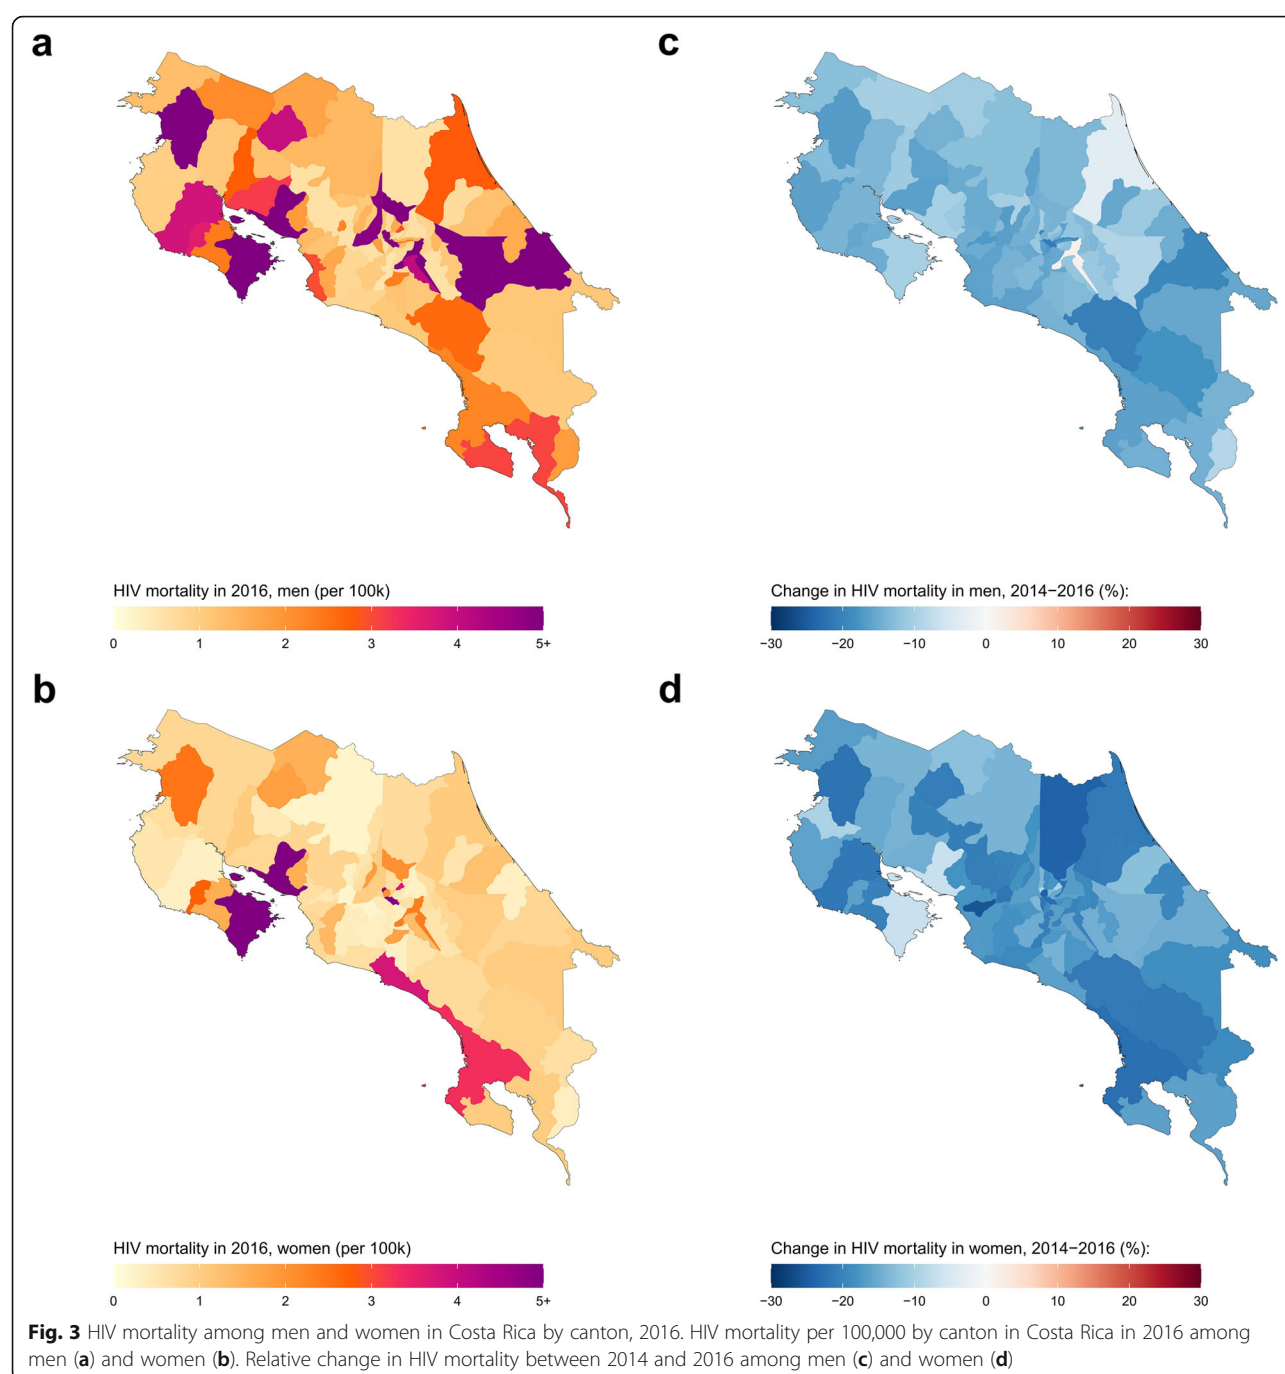 a
c
HIV mortality in 2016, men (per 100k)
0 1 2 3 4 5+
Change in HIV mortality in men, 2014−2016 (%):
−30 −20 −10 0 10 20 30
b
d
HIV mortality in 2016, women (per 100k)
0 1 2 3 4 5+
Change in HIV mortality in women, 2014−2016 (%):
−30 −20 −10 0 10 20 30
Fig. 3 HIV mortality among men and women in Costa Rica by canton, 2016. HIV mortality per 100,000 by canton in Costa Rica in 2016 among
men (a) and women (b). Relative change in HIV mortality between 2014 and 2016 among men (c) and women (d)